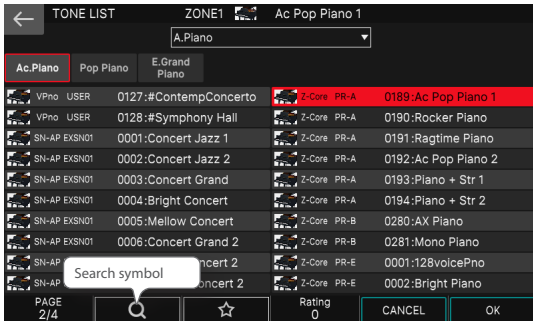 TONE LIST ZONE1 Ac Pop Piano 1
A.Piano
Ac.Piano Pop Piano E.Grand Piano
VPno USER 0127:#ContempConcerto Z-Core PR-A 0189:Ac Pop Piano 1
VPno USER 0128:#Symphony Hall Z-Core PR-A 0190:Rocker Piano
SN-AP EXSN01 0001:Concert Jazz 1 Z-Core PR-A 0191:Ragtime Piano
SN-AP EXSN01 0002:Concert Jazz 2 Z-Core PR-A 0192:Ac Pop Piano 2
SN-AP EXSN01 0003:Concert Grand Z-Core PR-A 0193:Piano + Str 1
SN-AP EXSN01 0004:Bright Concert Z-Core PR-A 0194:Piano + Str 2
SN-AP EXSN01 0005:Mellow Concert Z-Core PR-B 0280:AX Piano
SN-AP EXSN01 0006:Concert Grand 2 Z-Core PR-B 0281:Mono Piano
SN-AP ncert 2 Z-Core PR-E 0001:128voicePno
SN-AP oncert 2 Z-Core PR-E 0002:Bright Piano
Search symbol
PAGE 2/4 Rating 0 CANCEL OK